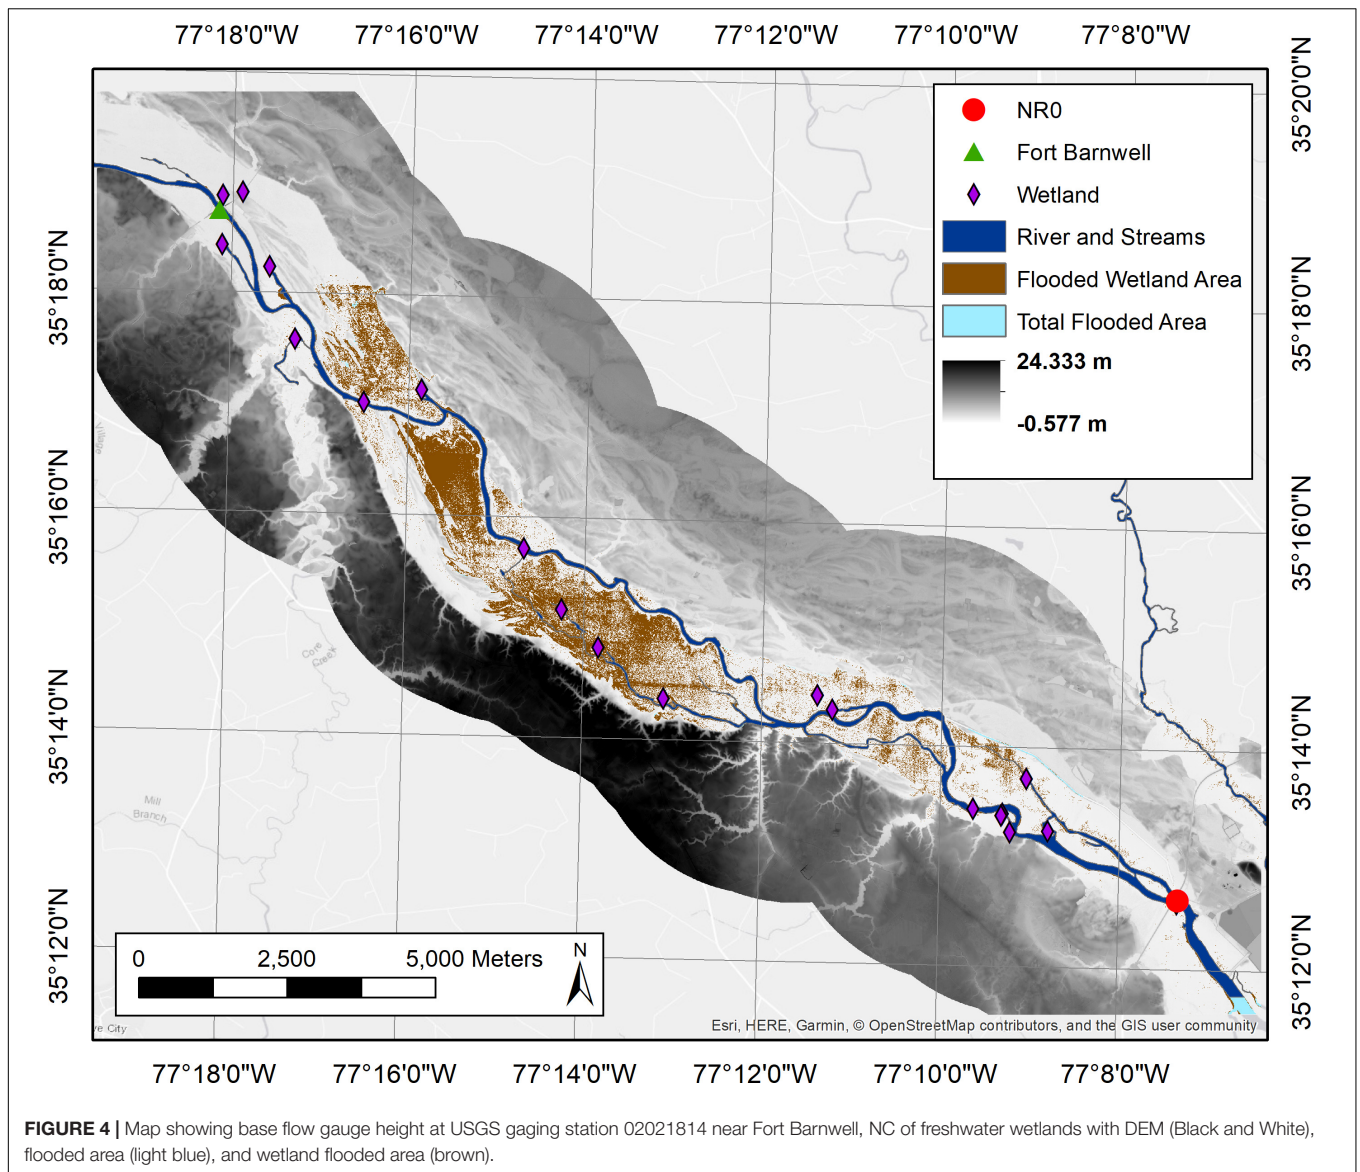 77°18'0"W 77°16'0"W 77°14'0"W 77°12'0"W 77°10'0"W 77°8'0"W
35°20'0"N
35°18'0"N
35°16'0"N
35°14'0"N
35°12'0"N
35°18'0"N
35°16'0"N
35°14'0"N
35°12'0"N
NR0
Fort Barnwell
Wetland
River and Streams
Flooded Wetland Area
Total Flooded Area
24.333 m
-0.577 m
Village
Core
Creek
Mill
Branch
0 2,500 5,000 Meters
N
ve City
Esri, HERE, Garmin, © OpenStreetMap contributors, and the GIS user community
77°18'0"W 77°16'0"W 77°14'0"W 77°12'0"W 77°10'0"W 77°8'0"W
FIGURE 4 | Map showing base flow gauge height at USGS gaging station 02021814 near Fort Barnwell, NC of freshwater wetlands with DEM (Black and White),
flooded area (light blue), and wetland flooded area (brown).